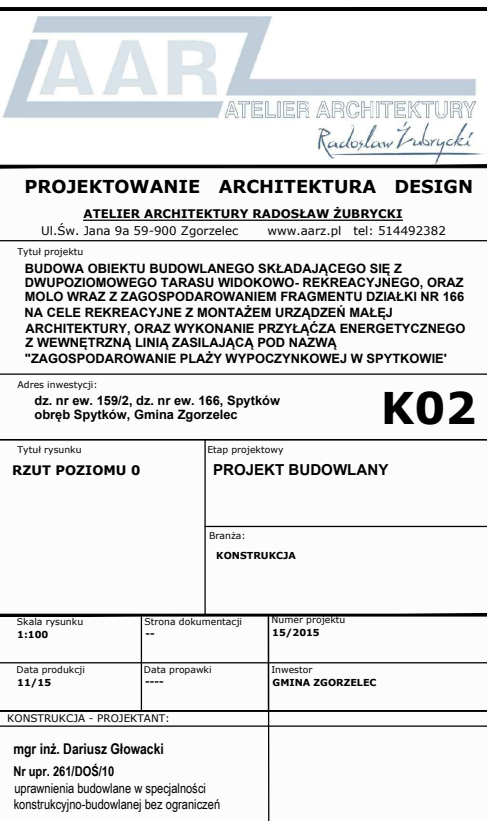 AARZ
ATELIER ARCHITEKTURY
Radosław Żubrycki
PROJEKTOWANIE ARCHITEKTURA DESIGN
ATELIER ARCHITEKTURY RADOSŁAW ŻUBRYCKI
Ul.Św. Jana 9a 59-900 Zgorzelec www.aarz.pl tel: 514492382
Tytuł projektu
BUDOWA OBIEKTU BUDOWLANEGO SKŁADAJĄCEGO SIĘ Z
DWUPOZIOMOWEGO TARASU WIDOKOWO- REKREACYJNEGO, ORAZ
MOLO WRAZ Z ZAGOSPODAROWANIEM FRAGMENTU DZIAŁKI NR 166
NA CELE REKREACYJNE Z MONTAŻEM URZĄDZEŃ MAŁEJ
ARCHITEKTURY, ORAZ WYKONANIE PRZYŁĄĆZA ENERGETYCZNEGO
Z WEWNĘTRZNĄ LINIĄ ZASILAJĄCĄ POD NAZWĄ
"ZAGOSPODAROWANIE PLAŻY WYPOCZYNKOWEJ W SPYTKOWIE'
Adres inwestycji:
dz. nr ew. 159/2, dz. nr ew. 166, Spytków
obręb Spytków, Gmina Zgorzelec
K02
Tytuł rysunku
RZUT POZIOMU 0
Etap projektowy
PROJEKT BUDOWLANY
Branża:
KONSTRUKCJA
Skala rysunku
1:100
Strona dokumentacji
--
Numer projektu
15/2015
Data produkcji
11/15
Data propawki
----
Inwestor
GMINA ZGORZELEC
KONSTRUKCJA - PROJEKTANT:
mgr inż. Dariusz Głowacki
Nr upr. 261/DOŚ/10
uprawnienia budowlane w specjalności
konstrukcyjno-budowlanej bez ograniczeń